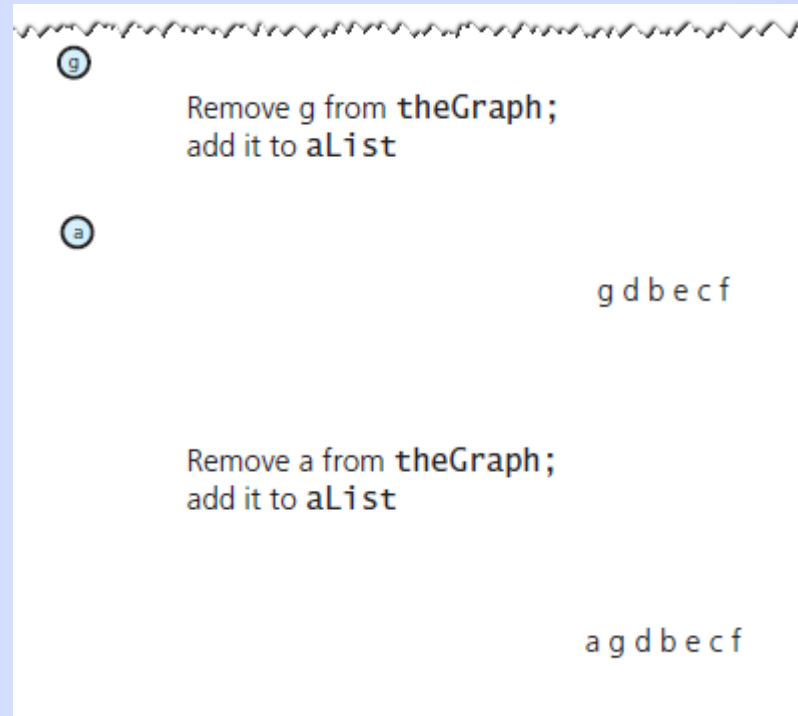 g
Remove g from theGraph;
add it to aList
a
g d b e c f
Remove a from theGraph;
add it to aList
a g d b e c f